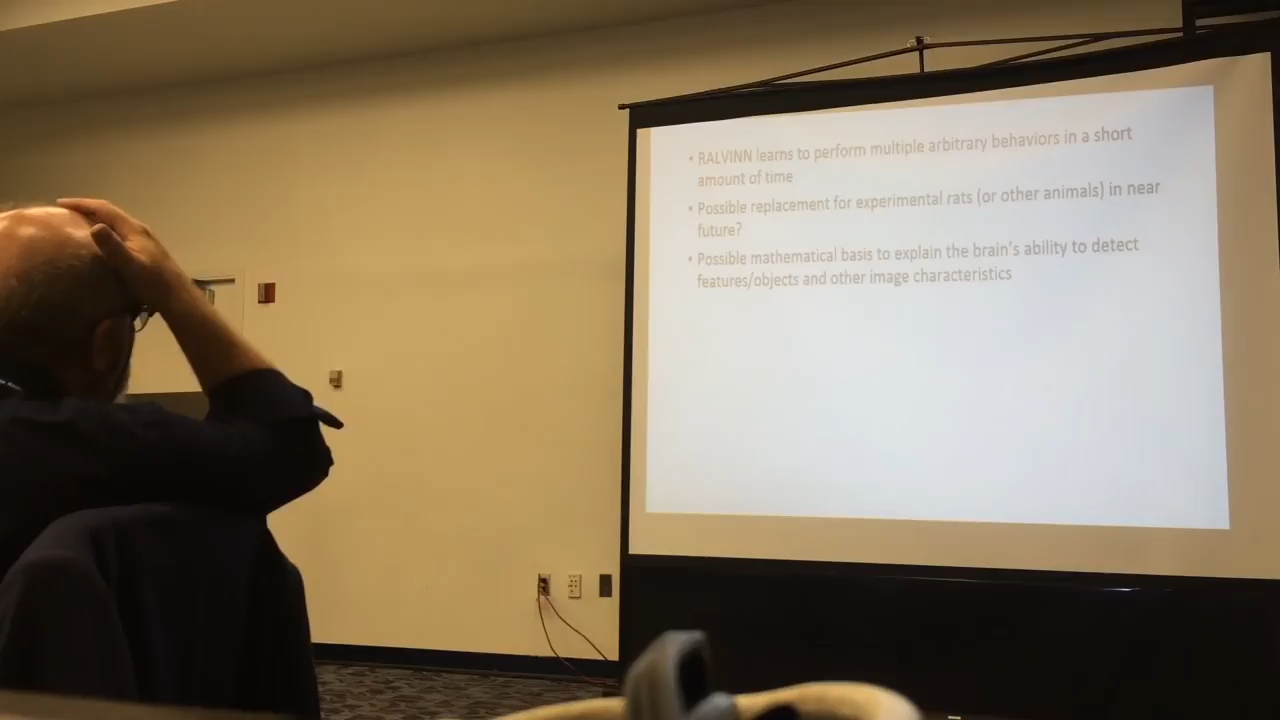 • RALVINN learns to perform multiple arbitrary behaviors in a short
amount of time
• Possible replacement for experimental rats (or other animals) in near
future?
• Possible mathematical basis to explain the brain's ability to detect
features/objects and other image characteristics